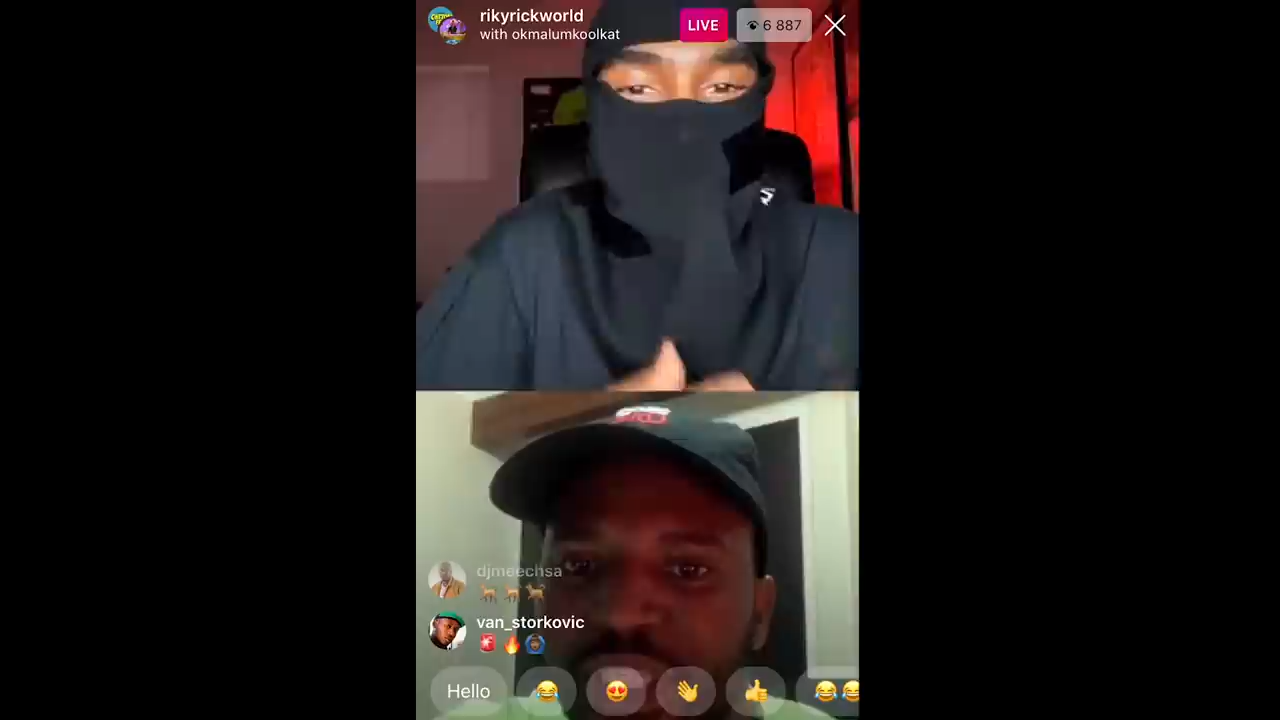 rikyrickworld
with okmalumkoolkat
LIVE
6 887
djmeechsa
van_storkovic
Hello